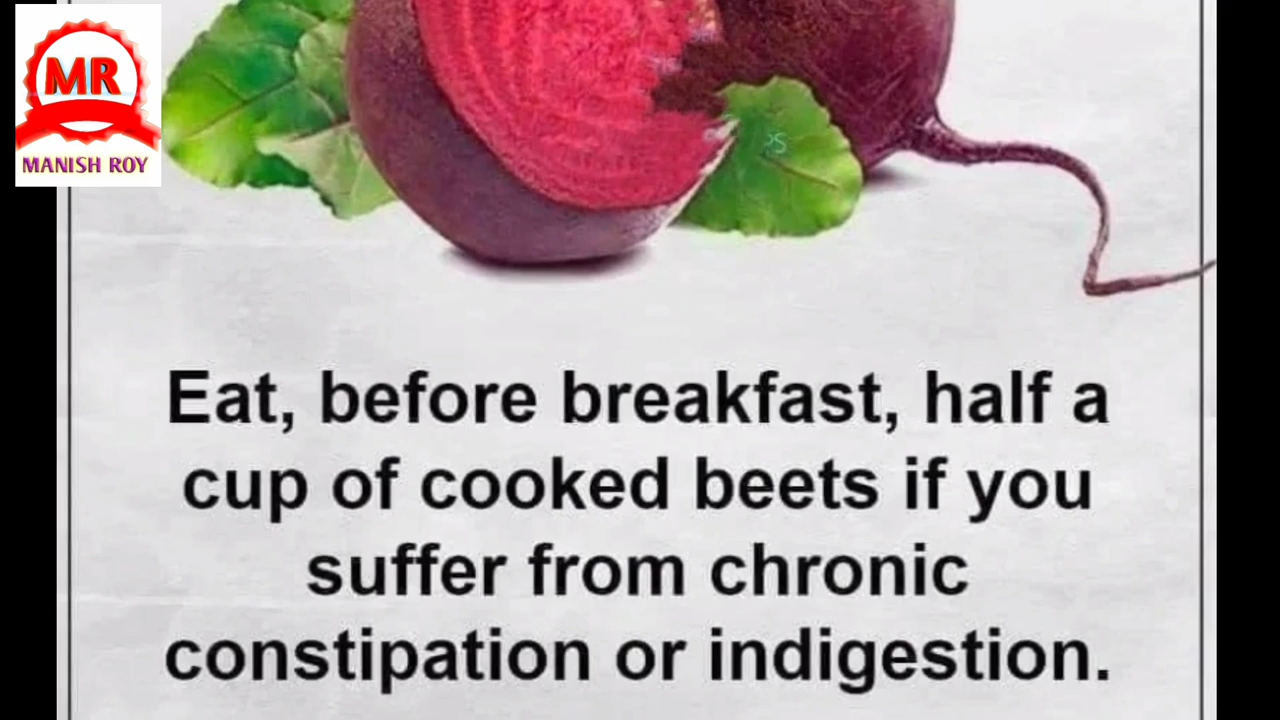 MR
MANISH ROY
Eat, before breakfast, half a
cup of cooked beets if you
suffer from chronic
constipation or indigestion.